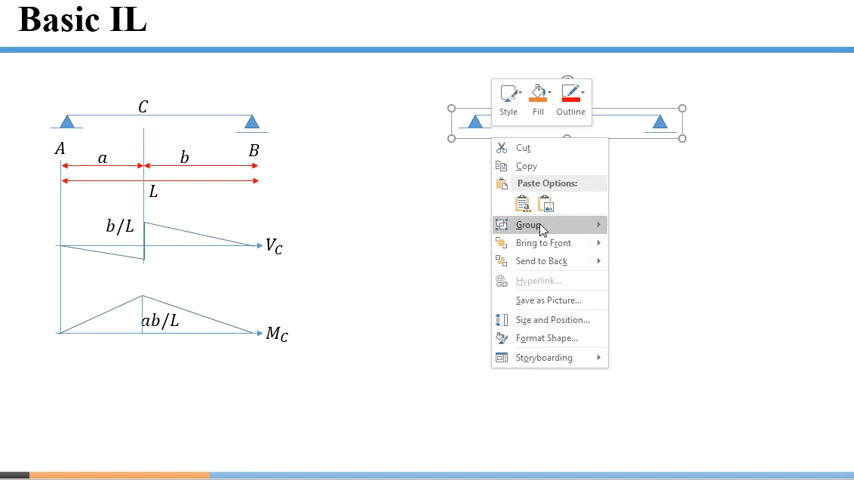 Basic IL
C
A
a
b
B
L
b/L
V_C
ab/L
M_C
Style
Fill
Outline
Cut
Copy
Paste Options:
Group
Bring to Front
Send to Back
Hyperlink...
Save as Picture...
Size and Position...
Format Shape...
Storyboarding